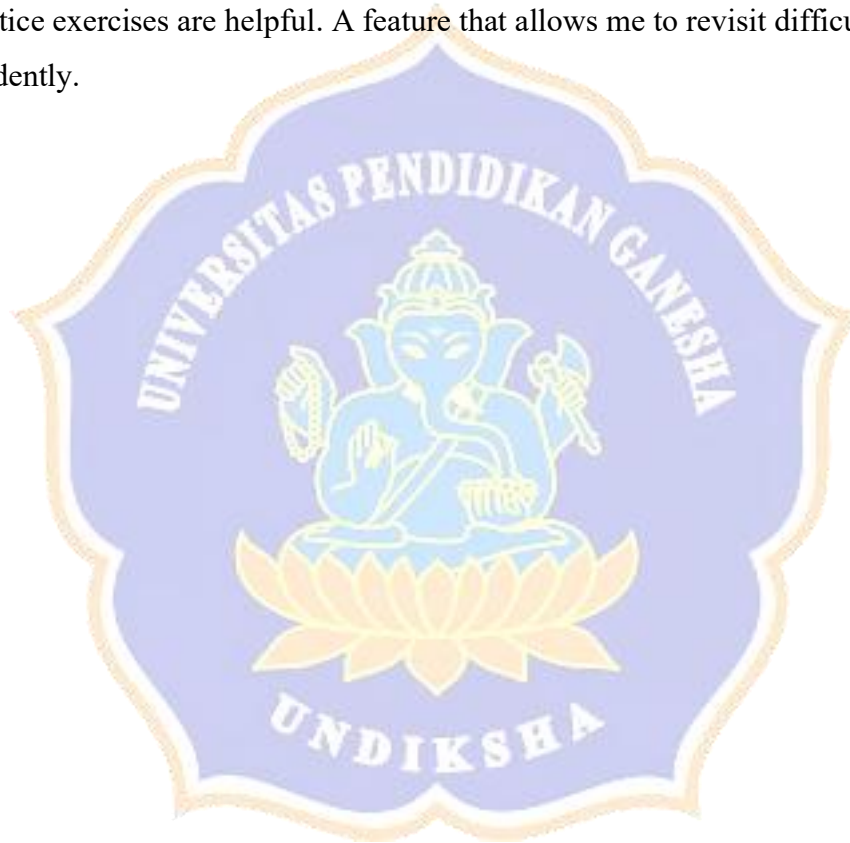 tice exercises are helpful. A feature that allows me to revisit difficu
dently.
UNIVERSITAS PENDIDIKAN GANESHA
UNDIKSHA